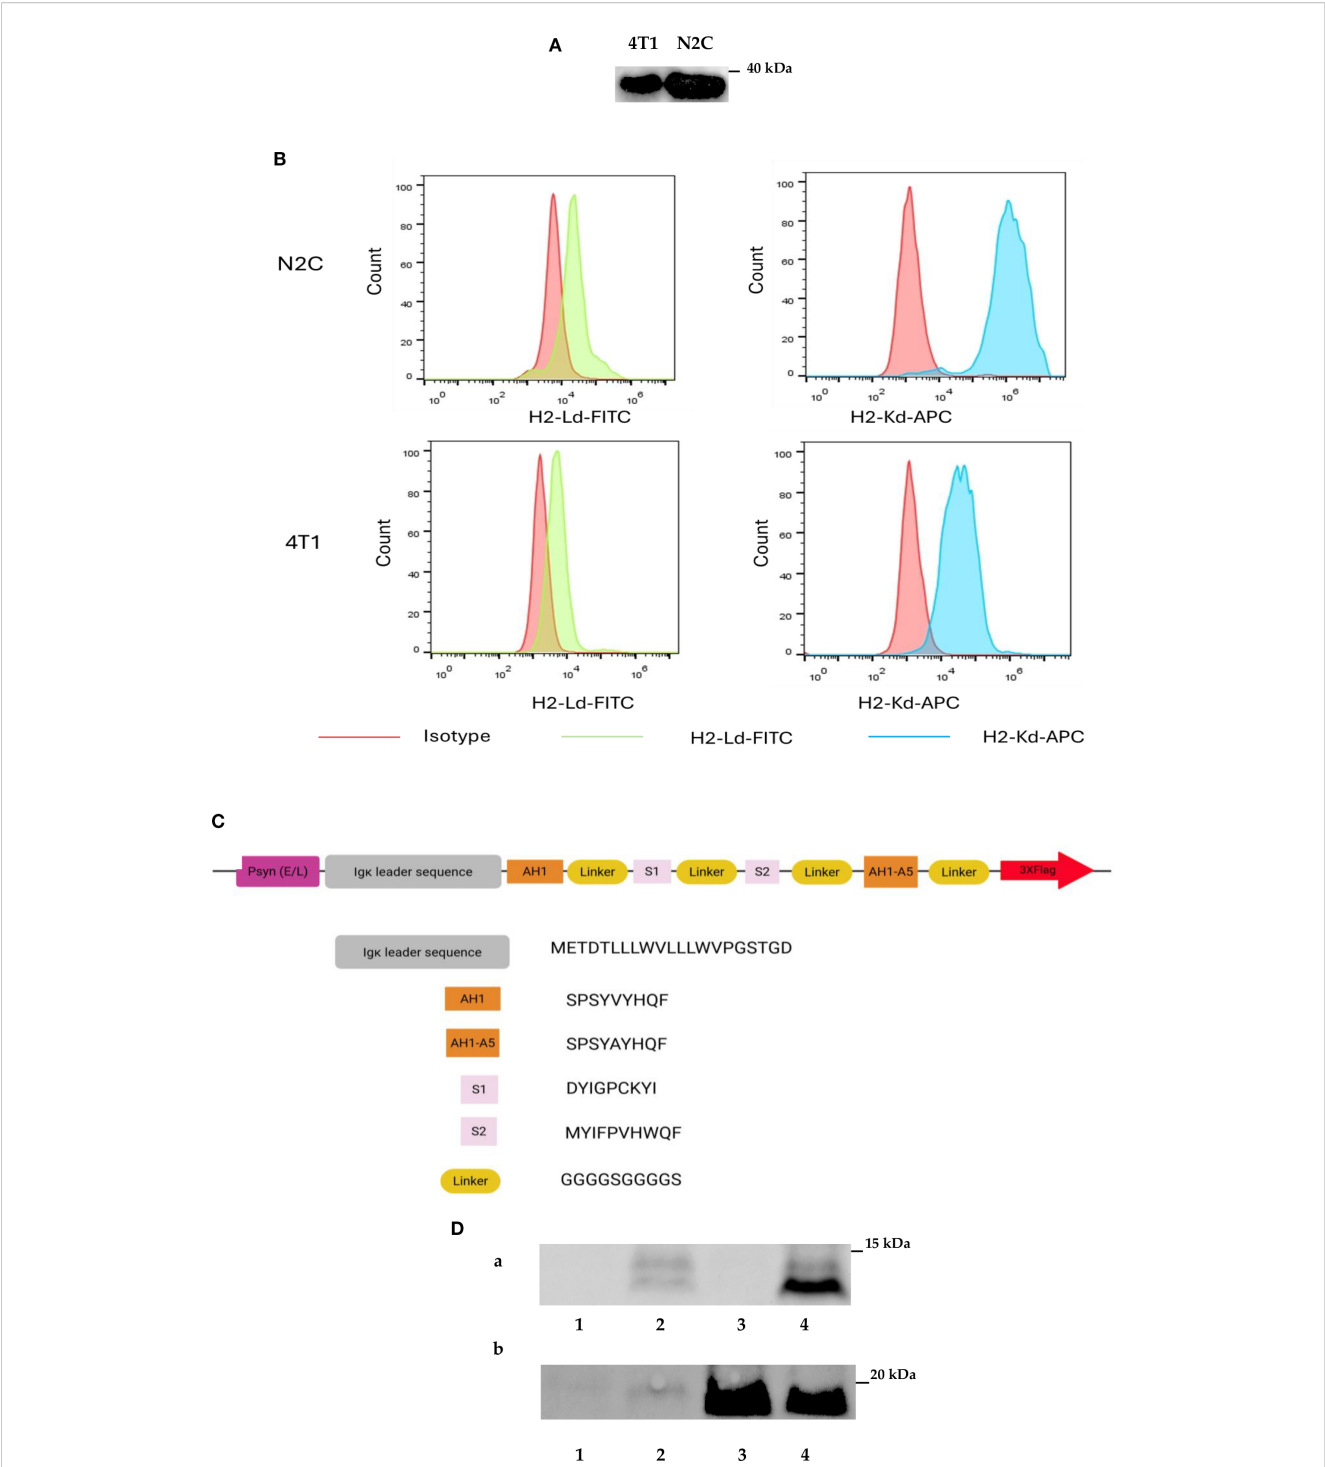 A
4T1 N2C
40 kDa
B
N2C
Count
100
80
60
40
20
0
10^0 10^2 10^4 10^6
H2-Ld-FITC
Count
100
80
60
40
20
0
10^0 10^2 10^4 10^6
H2-Kd-APC
4T1
Count
100
80
60
40
20
0
10^0 10^2 10^4 10^6
H2-Ld-FITC
Count
100
80
60
40
20
0
10^0 10^2 10^4 10^6
H2-Kd-APC
Isotype H2-Ld-FITC H2-Kd-APC
C
Psyn (E/L) Igκ leader sequence AH1 Linker S1 Linker S2 Linker AH1-A5 Linker 3XFlag
Igκ leader sequence METDTLLLWVLLLWVPGSTGD
AH1 SPSYVYHQF
AH1-A5 SPSYAYHQF
S1 DYIGPCKYI
S2 MYIFPVHWQF
Linker GGGGSGGGGS
D
a
15 kDa
1 2 3 4
b
20 kDa
1 2 3 4